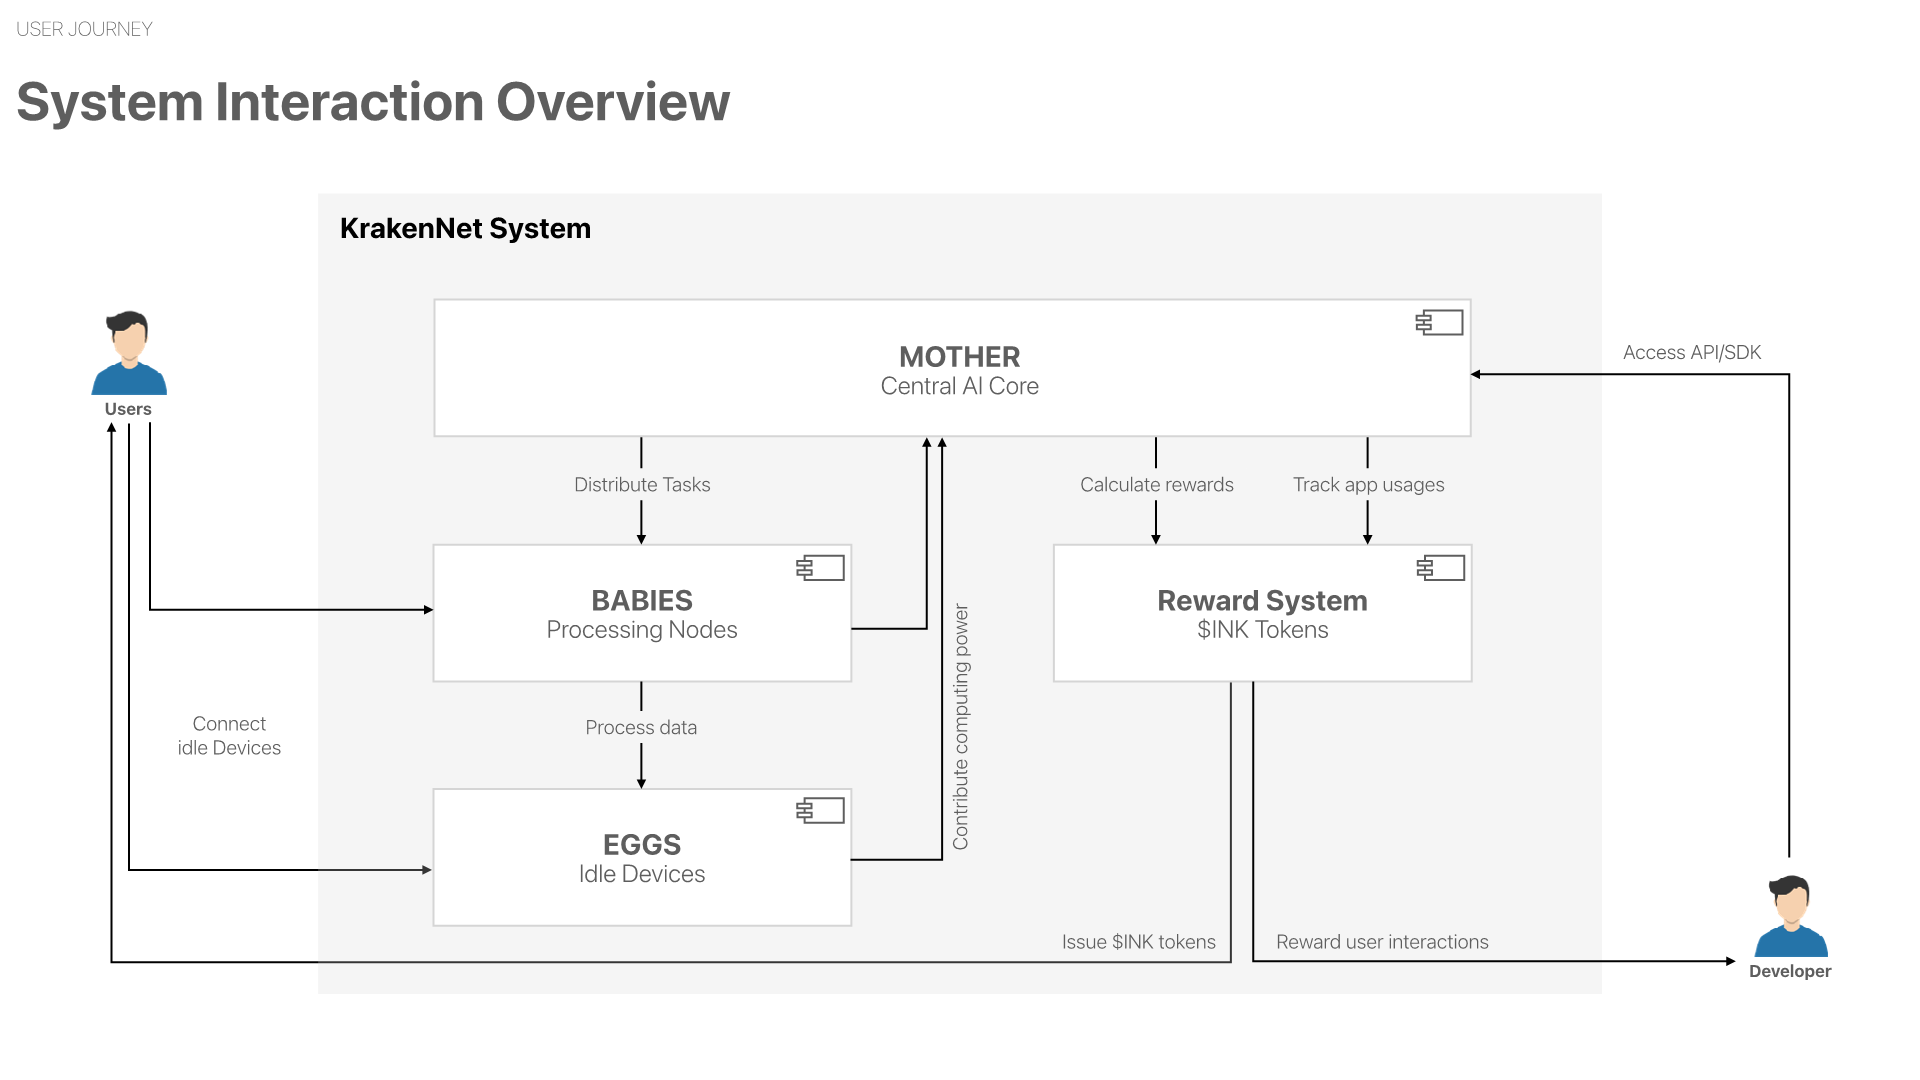 USER JOURNEY
System Interaction Overview
KrakenNet System
MOTHER
Central AI Core
Access API/SDK
Users
Distribute Tasks
Calculate rewards
Track app usages
BABIES
Processing Nodes
Reward System
$INK Tokens
Contribute computing power
Connect
idle Devices
Process data
EGGS
Idle Devices
Issue $INK tokens
Reward user interactions
Developer